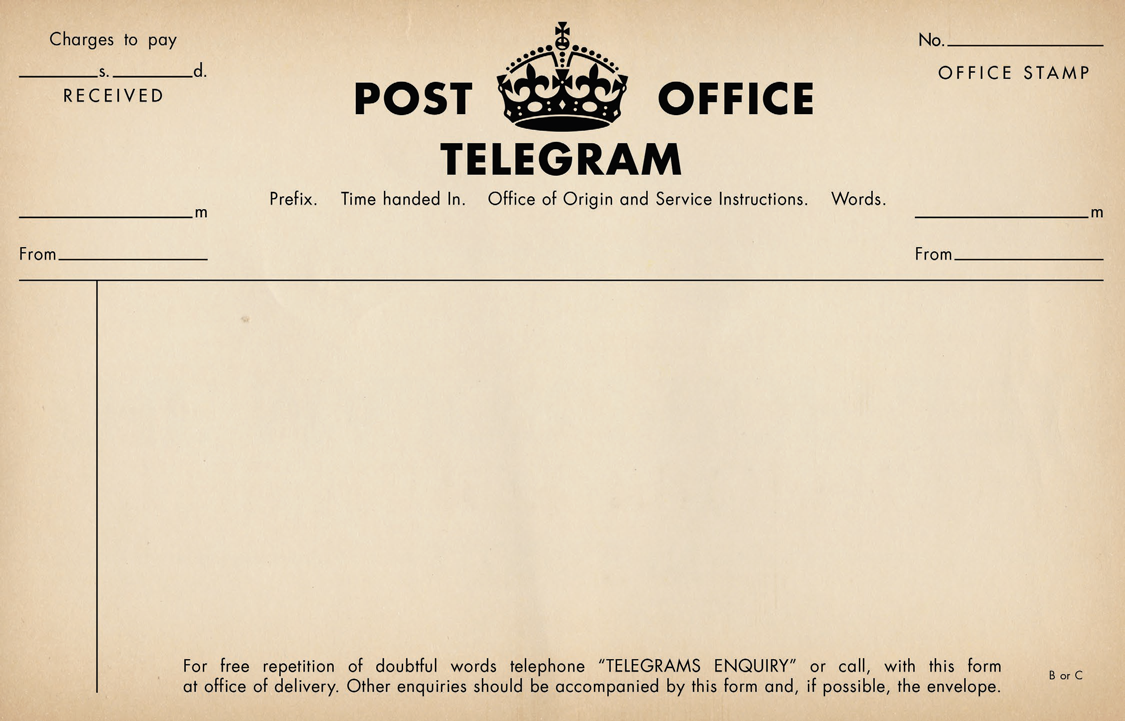 Charges to pay
s. d.
RECEIVED
POST OFFICE
TELEGRAM
No.
OFFICE STAMP
Prefix. Time handed In. Office of Origin and Service Instructions. Words.
m
From
m
From
For free repetition of doubtful words telephone “TELEGRAMS ENQUIRY” or call, with this form
at office of delivery. Other enquiries should be accompanied by this form and, if possible, the envelope.
B or C